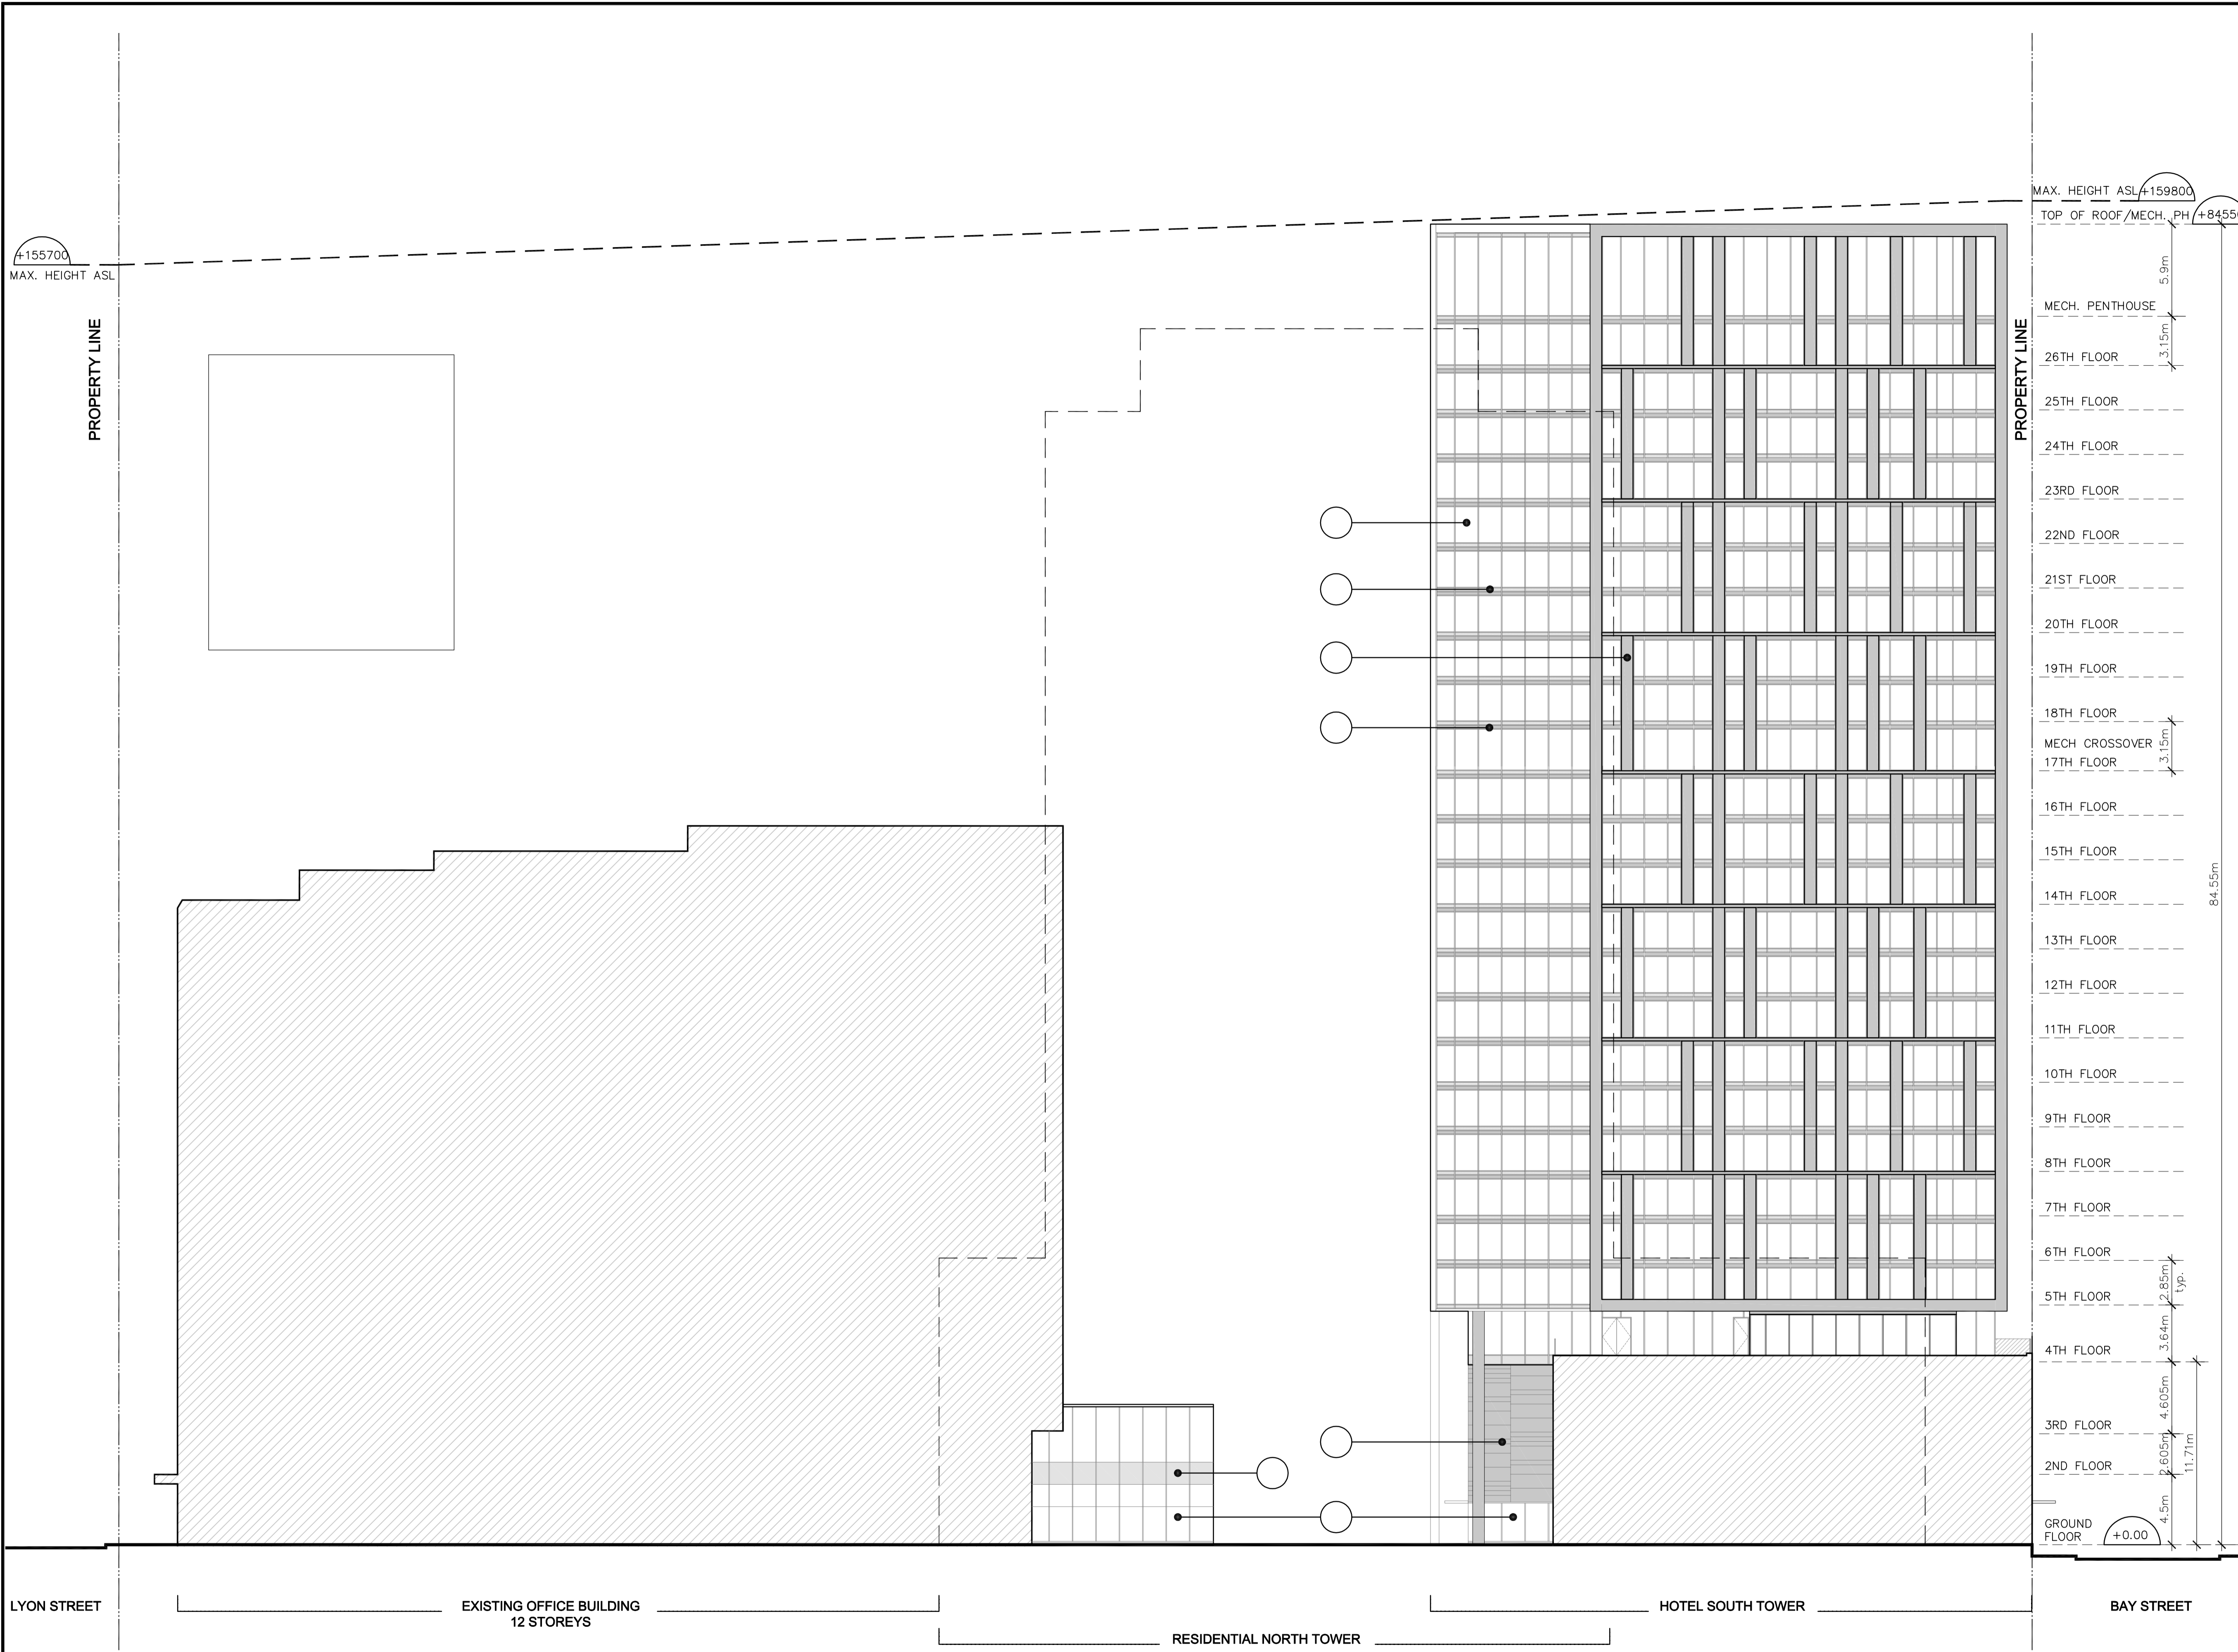 MAX. HEIGHT ASL +159800
TOP OF ROOF/MECH. PH
+155700
MAX. HEIGHT ASL
PROPERTY LINE
PROPERTY LINE
5.9m
MECH. PENTHOUSE
3.15m
26TH FLOOR
25TH FLOOR
24TH FLOOR
23RD FLOOR
22ND FLOOR
21ST FLOOR
20TH FLOOR
19TH FLOOR
18TH FLOOR
MECH CROSSOVER
3.15m
17TH FLOOR
16TH FLOOR
15TH FLOOR
14TH FLOOR
84.55m
13TH FLOOR
12TH FLOOR
11TH FLOOR
10TH FLOOR
9TH FLOOR
8TH FLOOR
7TH FLOOR
6TH FLOOR
2.85m
typ.
5TH FLOOR
3.64m
4TH FLOOR
4.605m
3RD FLOOR
2.605m
11.71m
2ND FLOOR
4.5m
GROUND
FLOOR
+0.00
LYON STREET
EXISTING OFFICE BUILDING
12 STOREYS
HOTEL SOUTH TOWER
BAY STREET
RESIDENTIAL NORTH TOWER